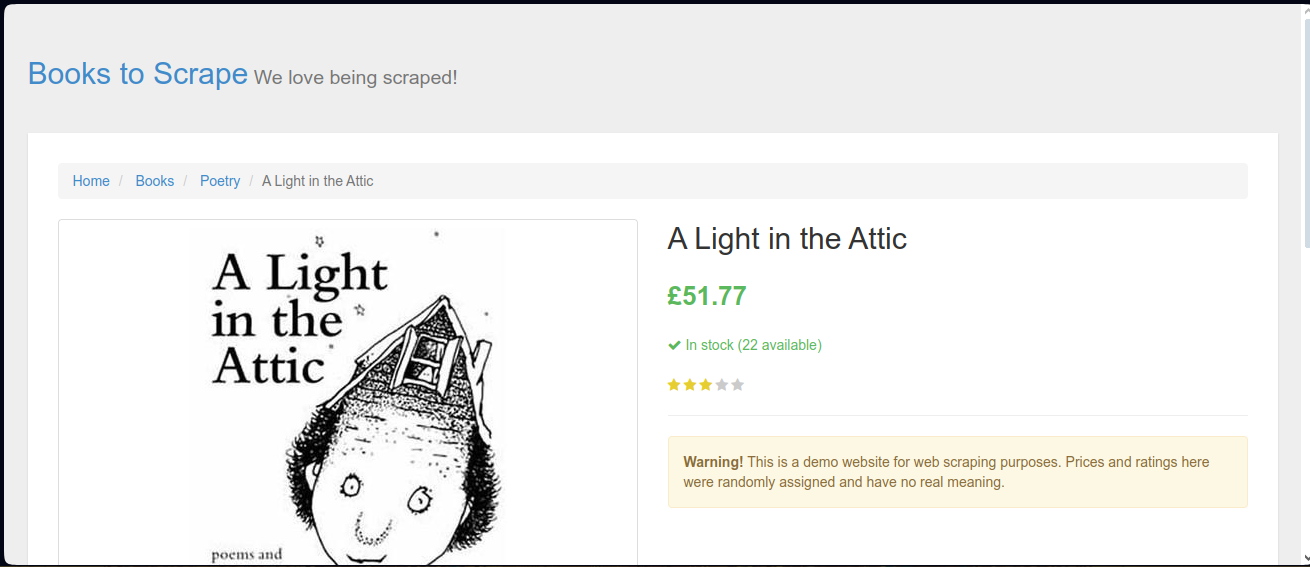 Books to Scrape We love being scraped!
Home / Books / Poetry / A Light in the Attic
A Light
in the
Attic
poems and
A Light in the Attic
£51.77
In stock (22 available)
Warning! This is a demo website for web scraping purposes. Prices and ratings here
were randomly assigned and have no real meaning.